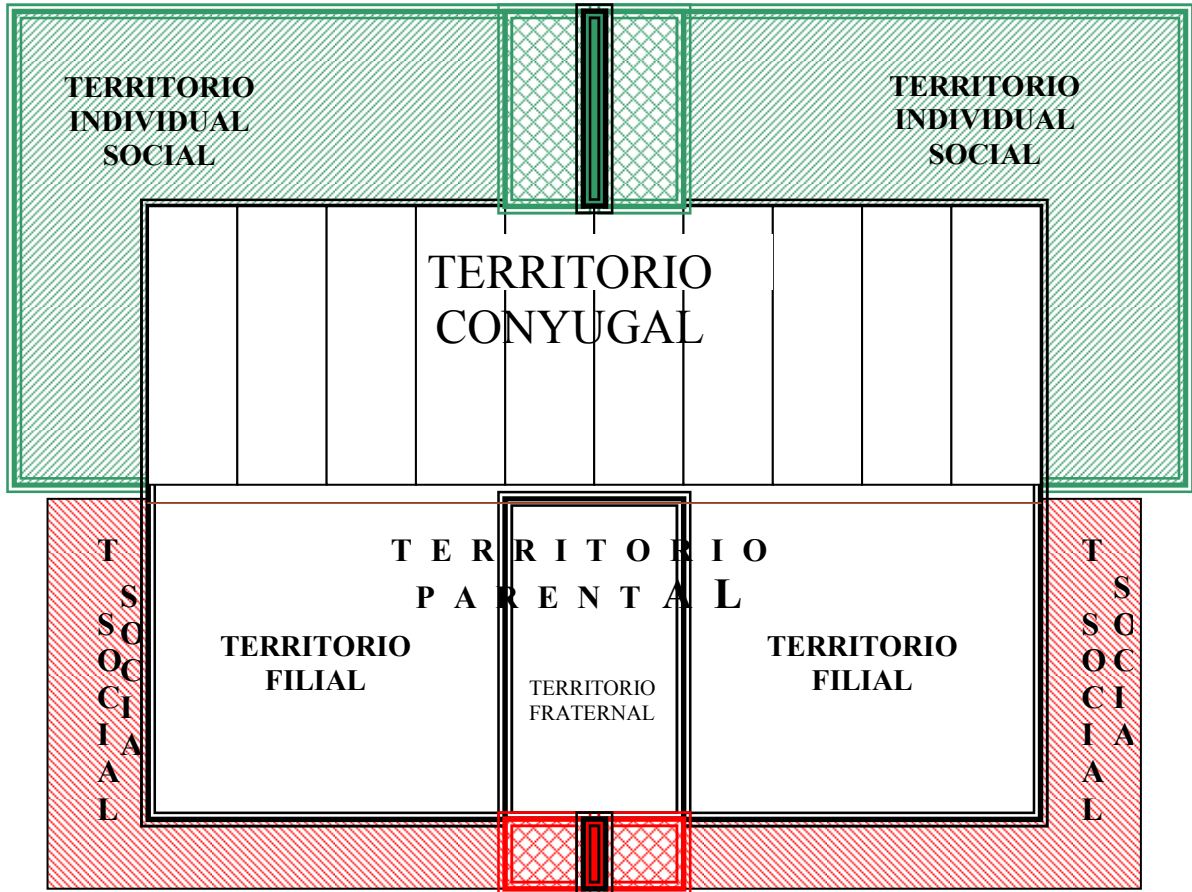 TERRITORIO
INDIVIDUAL
SOCIAL
TERRITORIO
INDIVIDUAL
SOCIAL
TERRITORIO
CONYUGAL
T E R R I T O R I O
P A R E N T A L
TERRITORIO
FILIAL
TERRITORIO
FRATERNAL
TERRITORIO
FILIAL
T SOCIAL
SOCIA
T SOCIAL
SOCIA